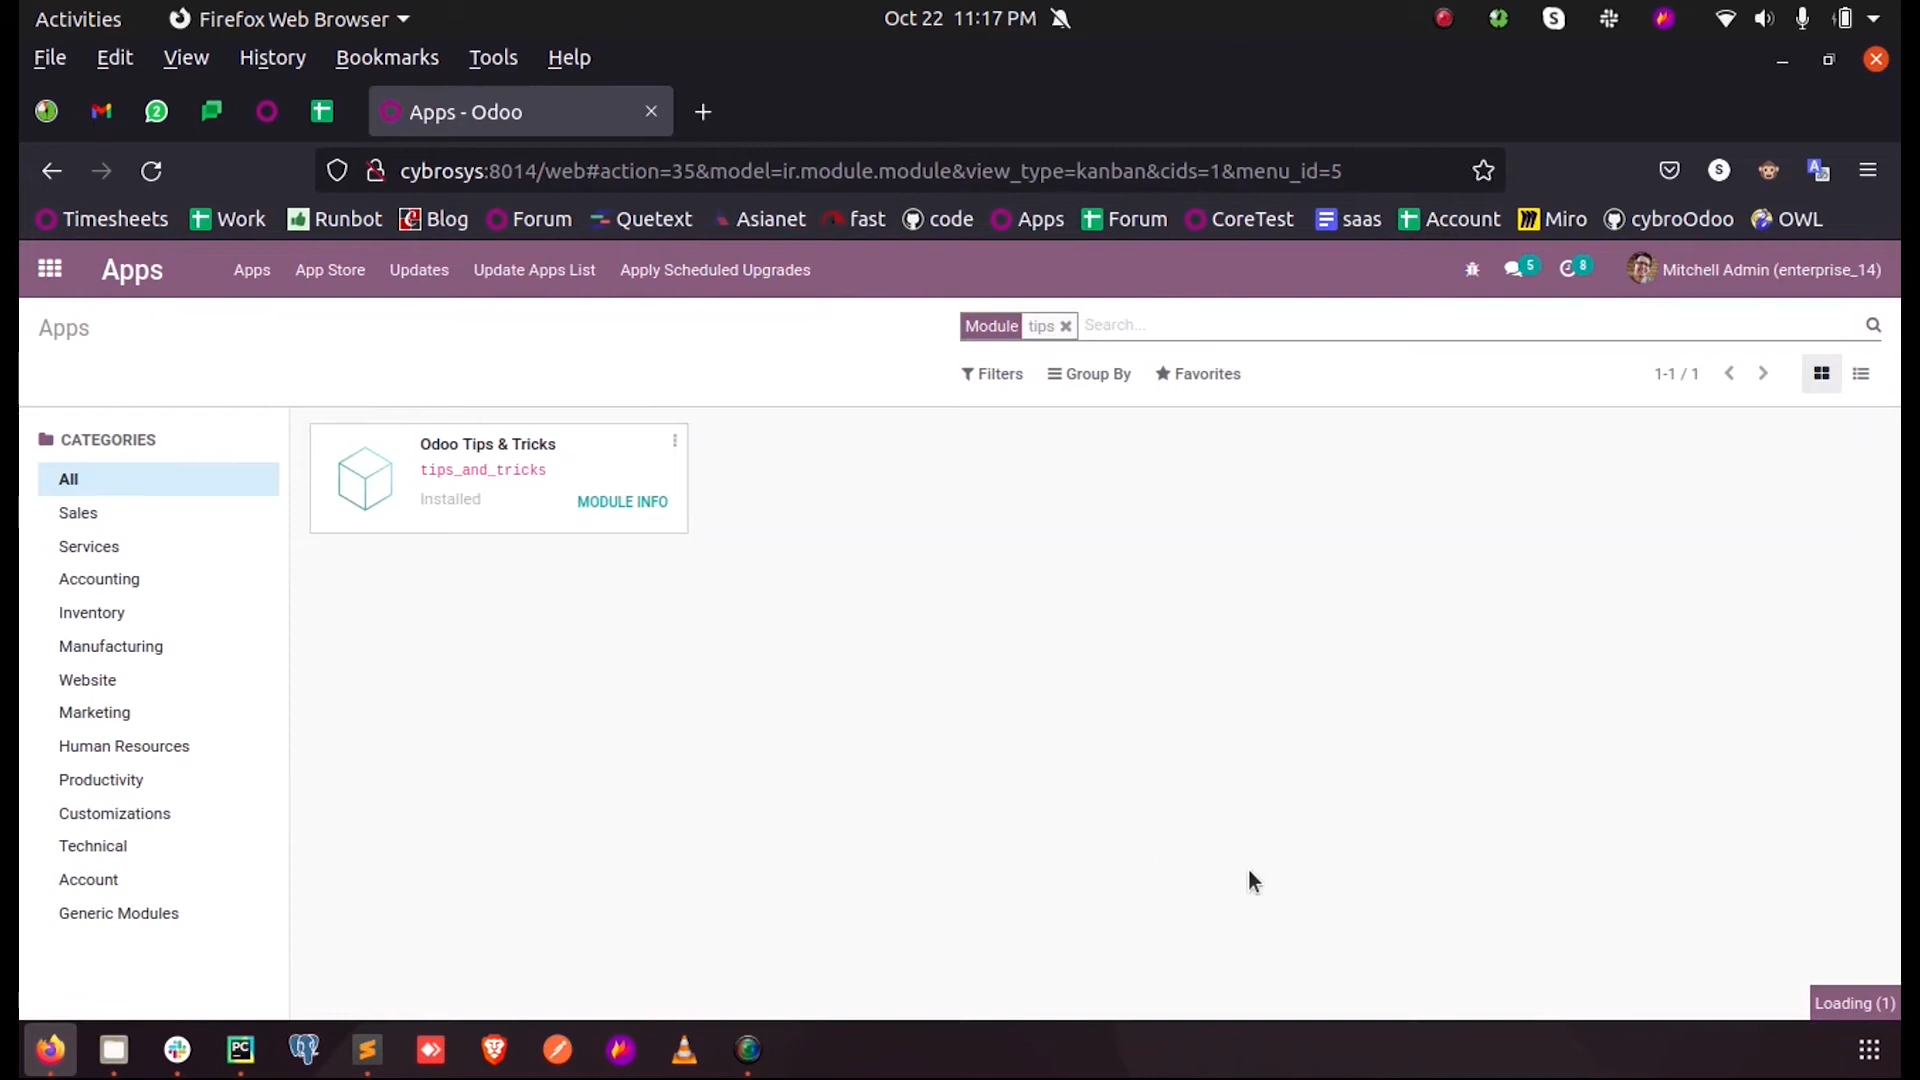 Activities Firefox Web Browser Oct 22 11:17 PM
File Edit View History Bookmarks Tools Help
2 Apps - Odoo
cybrosys:8014/web#action=35&model=ir.module.module&view_type=kanban&cids=1&menu_id=5 S
Timesheets Work Runbot Blog Forum Quetext Asianet fast code Apps Forum CoreTest saas Account Miro cybroOdoo OWL
Apps Apps App Store Updates Update Apps List Apply Scheduled Upgrades 5 8 Mitchell Admin (enterprise_14)
Apps Module tips Search...
Filters Group By Favorites 1-1 / 1
CATEGORIES
All
Sales
Services
Accounting
Inventory
Manufacturing
Website
Marketing
Human Resources
Productivity
Customizations
Technical
Account
Generic Modules
Odoo Tips & Tricks
tips_and_tricks
Installed MODULE INFO
Loading (1)
PC